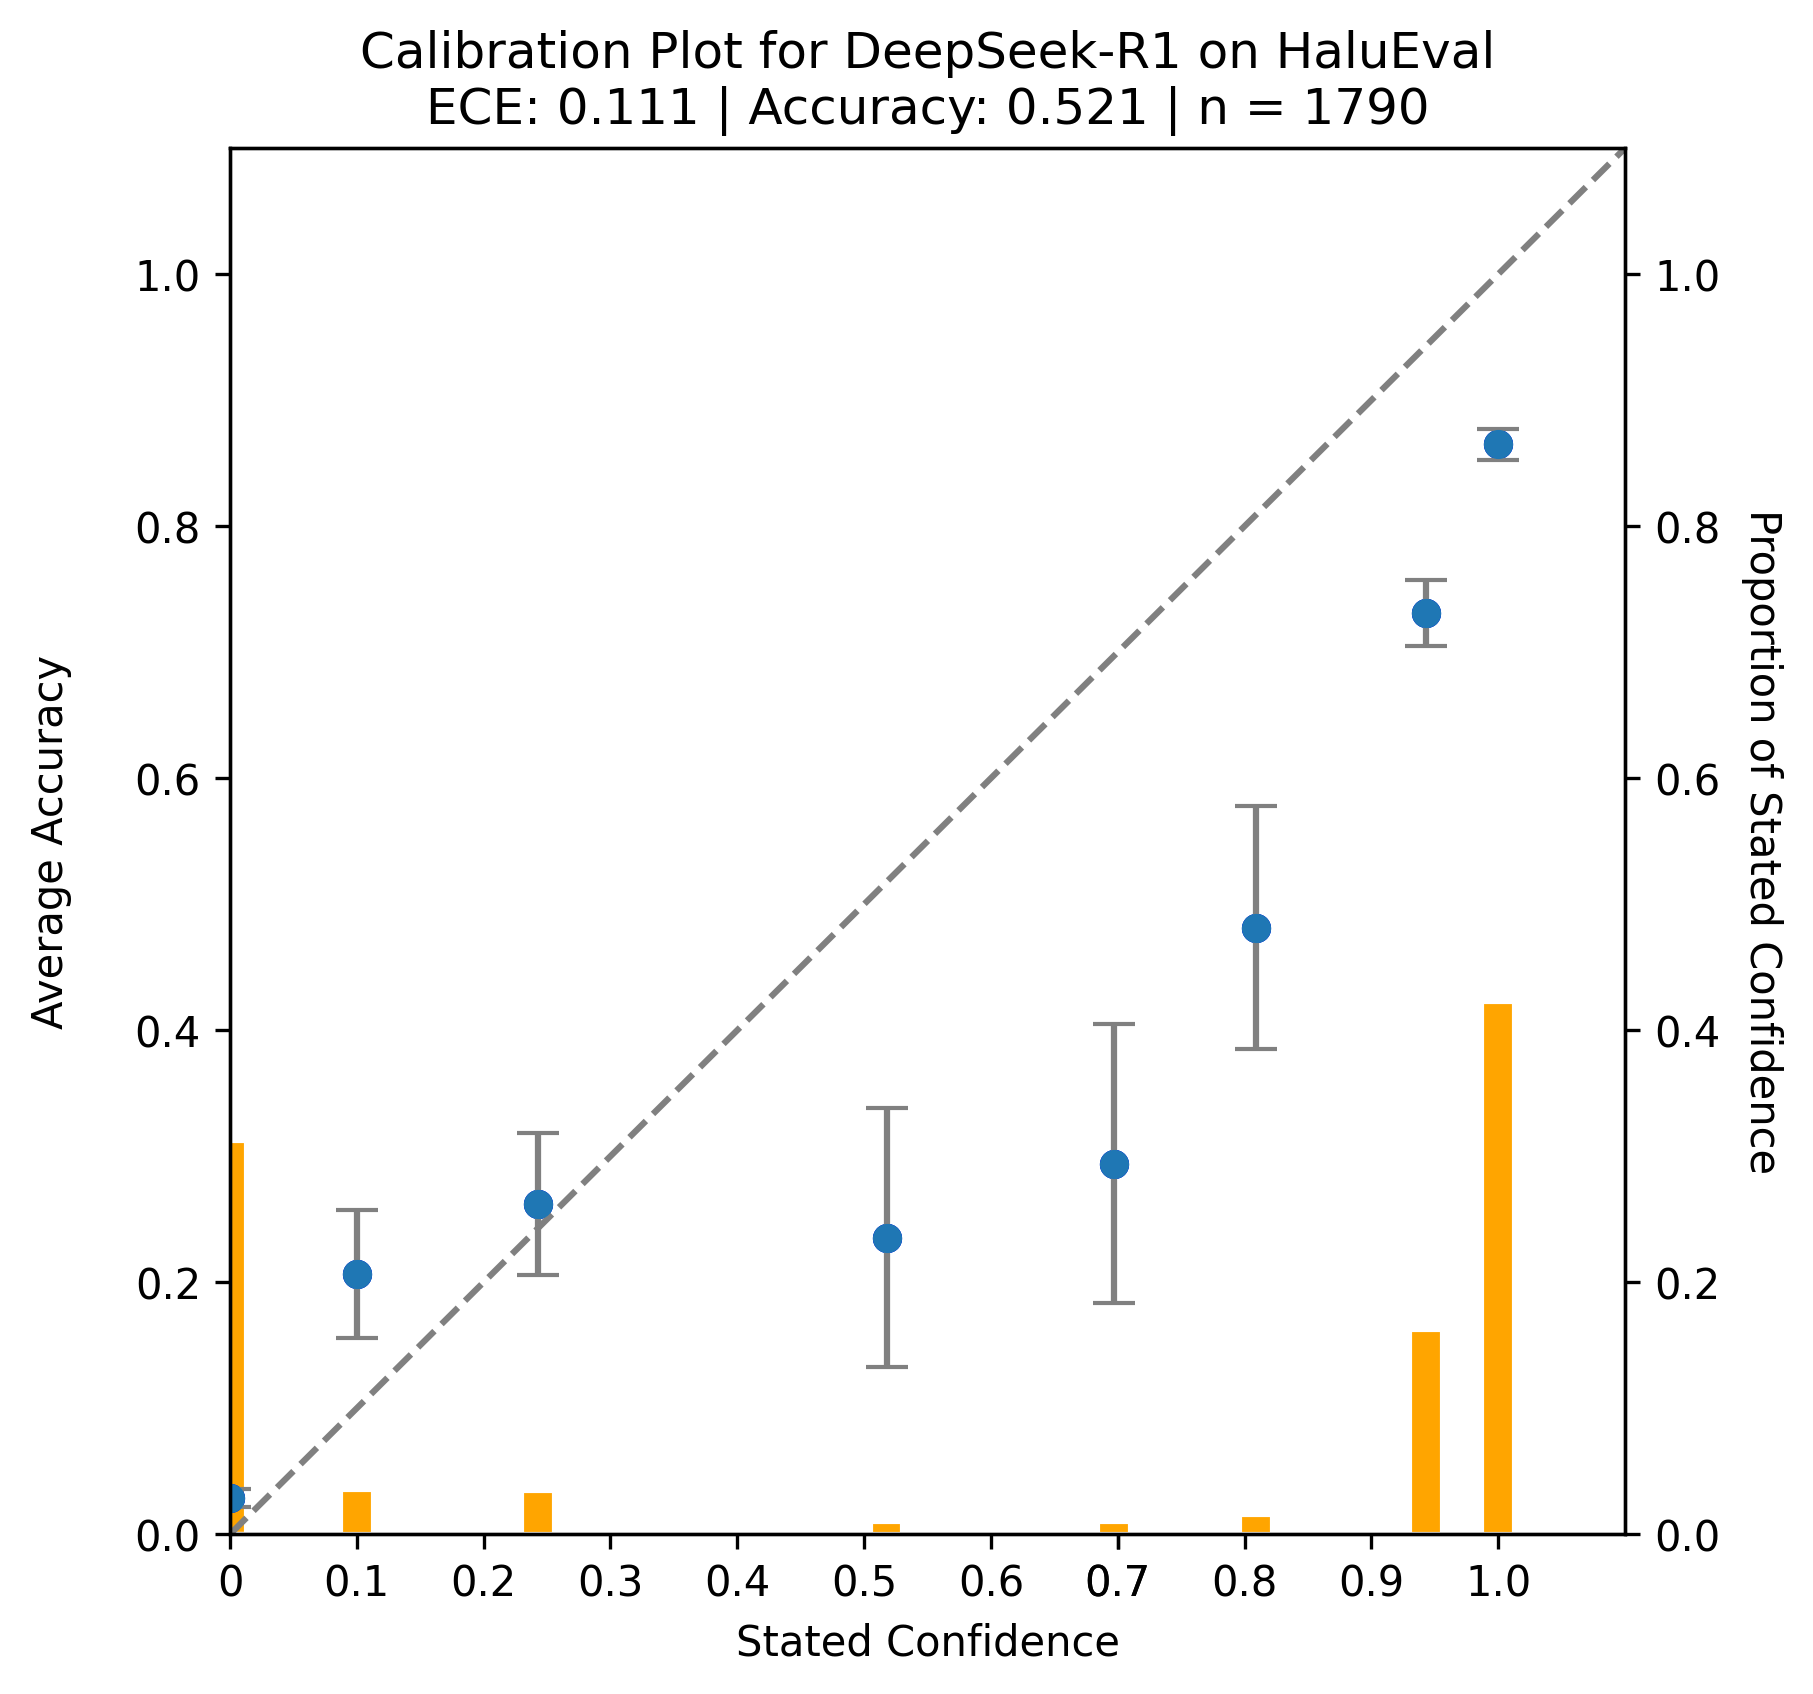 Calibration Plot for DeepSeek-R1 on HaluEval
ECE: 0.111 | Accuracy: 0.521 | n = 1790
Average Accuracy
1.0
0.8
0.6
0.4
0.2
0.0
1.0
0.8
0.6
0.4
0.2
0.0
Proportion of Stated Confidence
0 0.1 0.2 0.3 0.4 0.5 0.6 0.7 0.8 0.9 1.0
Stated Confidence